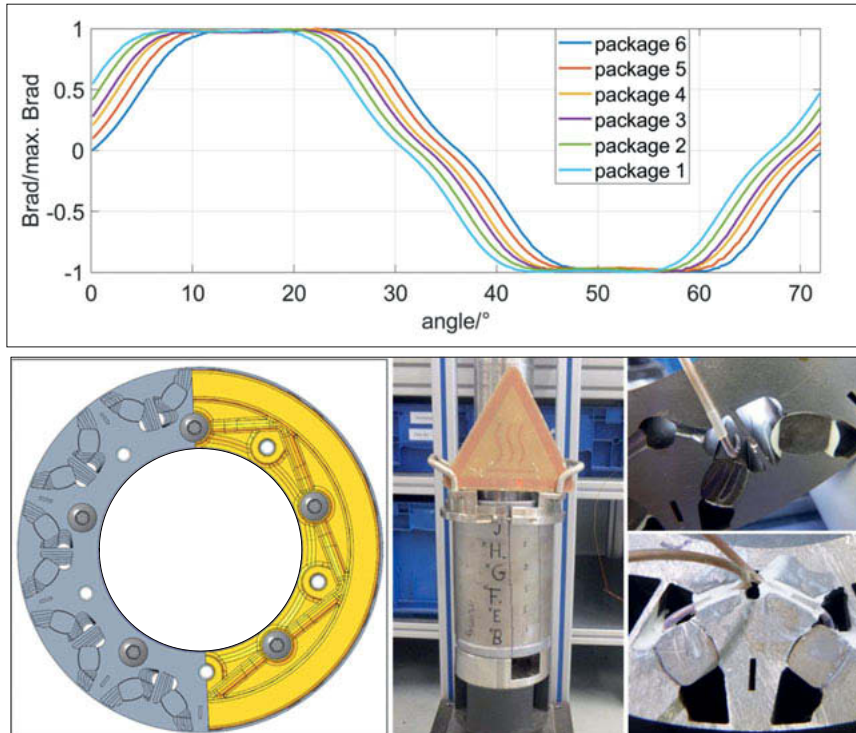 1
0.5
0
-0.5
-1
Brad/max. Brad
0 10 20 30 40 50 60 70
angle/°
package 6
package 5
package 4
package 3
package 2
package 1
J
H.
G
F.
E
B